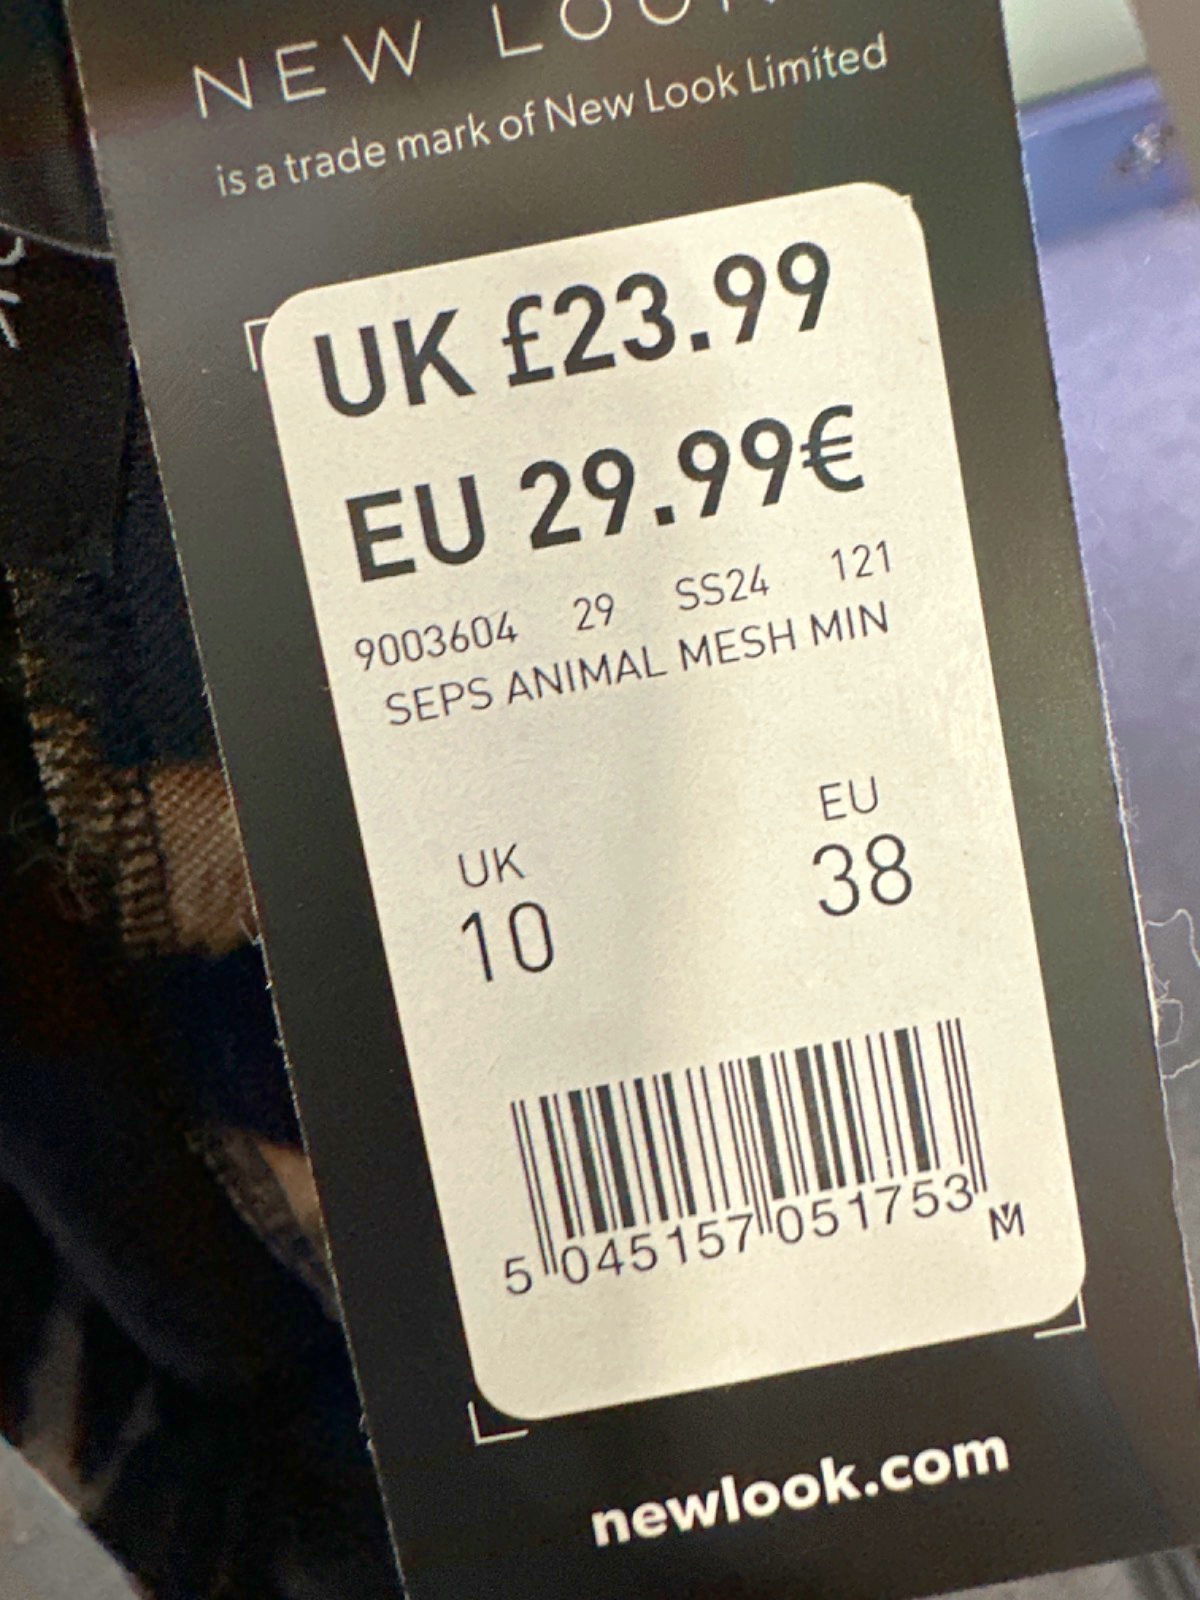 NEW LOOK
is a trade mark of New Look Limited
UK £23.99
EU 29.99€
9003604 29 SS24 121
SEPS ANIMAL MESH MIN
UK EU
10 38
5 045157 051753
newlook.com